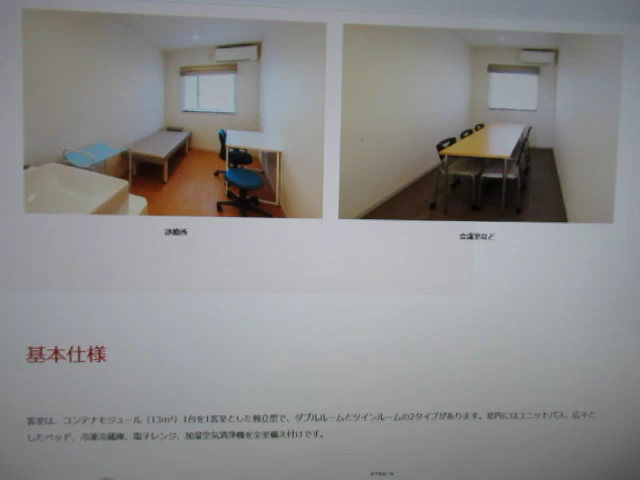 診療所
会議室など
基本仕様
客室は、コンテナモジュール（13m²）1台を1客室とした独立型で、ダブルルームとツインルームの2タイプがあります。室内にはユニットバス、広々と
したベッド、冷凍冷蔵庫、電子レンジ、加湿空気清浄機を全室備え付けです。